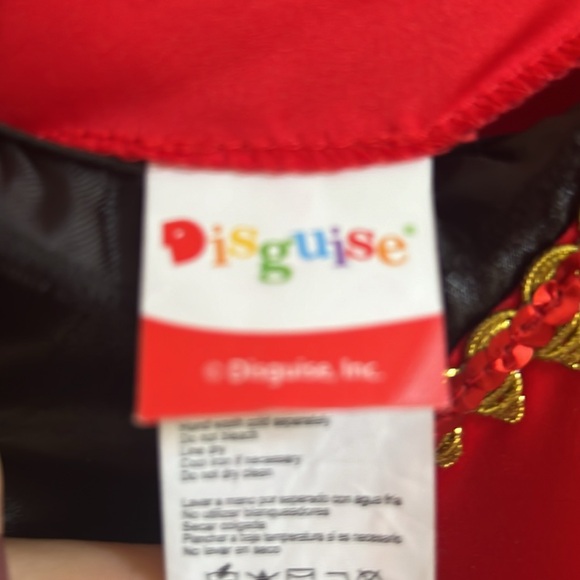 Disguise®
© Disguise, Inc.
Hand wash cold separately
Do not bleach
Line dry
Cool iron if necessary
Do not dry clean
Lavar a mano por separado con agua fria
No utilizar blanqueadores
Secar colgado
Planchar a baja temperatura si es necesario
No lavar en seco